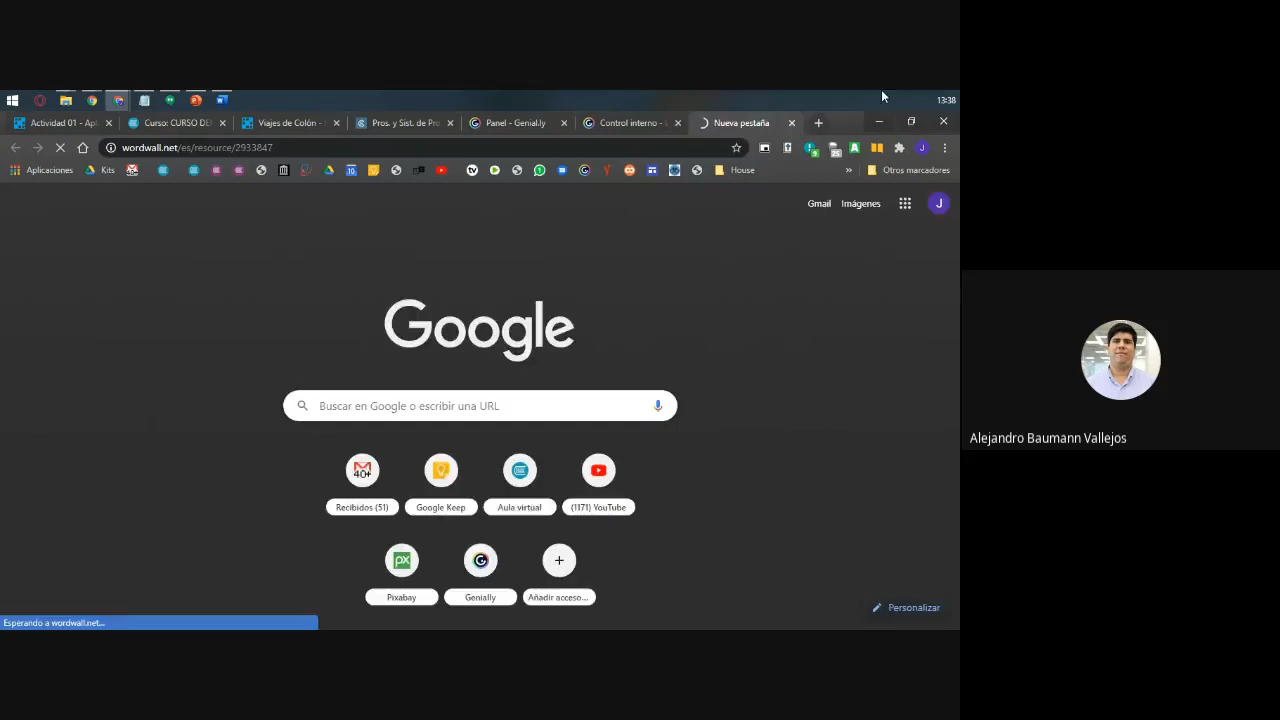 13:38
Actividad 01 - Apl
Curso: CURSO DE
Viajes de Colón -
Pros. y Sist. de Pro
Panel - Genial.ly
Control interno -
Nueva pestaña
wordwall.net/es/resource/2933847
Aplicaciones
Kits
House
»
Otros marcadores
Gmail
Imágenes
J
Google
Buscar en Google o escribir una URL
40+
Recibidos (51)
Google Keep
Aula virtual
(1171) YouTube
px
Pixabay
Genially
Añadir acceso...
Personalizar
Esperando a wordwall.net...
Alejandro Baumann Vallejos